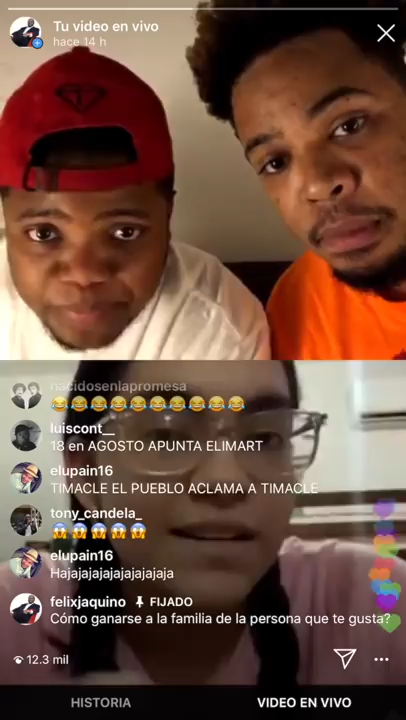 Tu video en vivo
hace 14 h
nacidosenlapromesa
😂😂😂😂😂😂😂😂😂😂
luiscont__
18 en AGOSTO APUNTA ELIMART
elupain16
TIMACLE EL PUEBLO ACLAMA A TIMACLE
tony_candela_
😱😱😱😱😱
elupain16
Hajajajajajajajajaja
felixjaquino FIJADO
Cómo ganarse a la familia de la persona que te gusta?
12.3 mil
HISTORIA
VIDEO EN VIVO